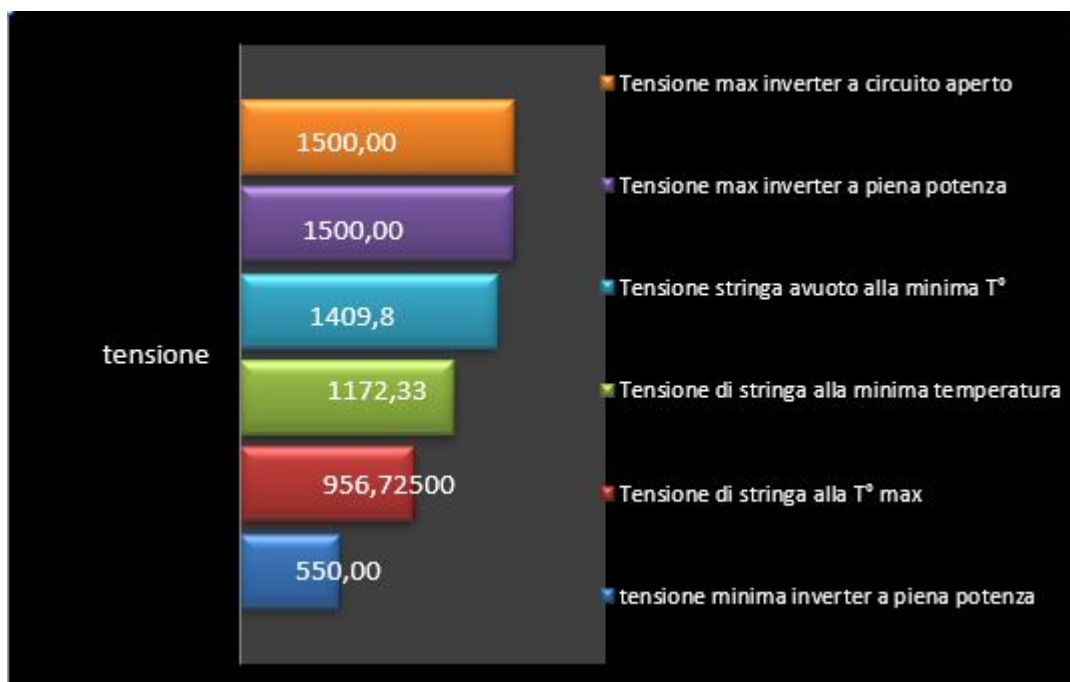 tensione
1500,00
1500,00
1409,8
1172,33
956,72500
550,00
Tensione max inverter a circuito aperto
Tensione max inverter a piena potenza
Tensione stringa avuoto alla minima T°
Tensione di stringa alla minima temperatura
Tensione di stringa alla T° max
tensione minima inverter a piena potenza